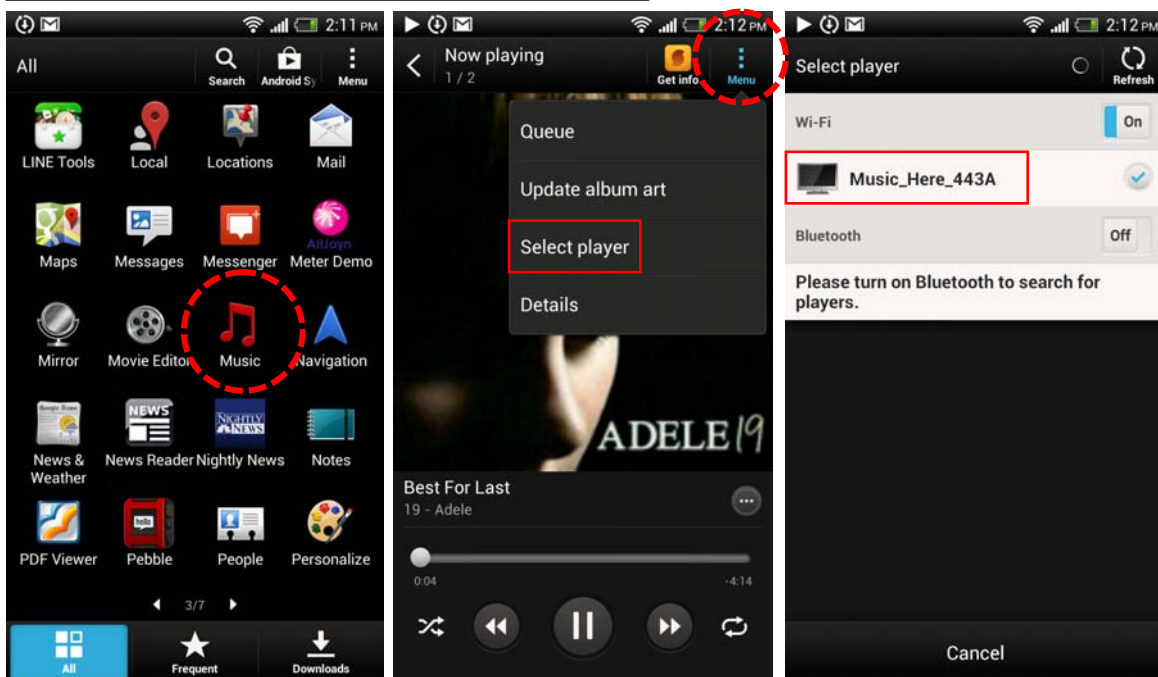 2:11 PM
All
Search
Android Sy
Menu
LINE Tools
Local
Locations
Mail
Maps
Messages
Messenger
AllJoyn
Meter Demo
Mirror
Movie Editor
Music
Navigation
NEWS
NIGHTLY
NEWS
News &
Weather
News Reader
Nightly News
Notes
hello
PDF Viewer
Pebble
People
Personalize
3/7
All
Frequent
Downloads
2:12 PM
Now playing
1 / 2
Get info
Menu
Queue
Update album art
Select player
Details
ADELE 19
Best For Last
19 - Adele
0:04
-4:14
2:12 PM
Select player
Refresh
Wi-Fi
On
Music_Here_443A
Bluetooth
Off
Please turn on Bluetooth to search for
players.
Cancel